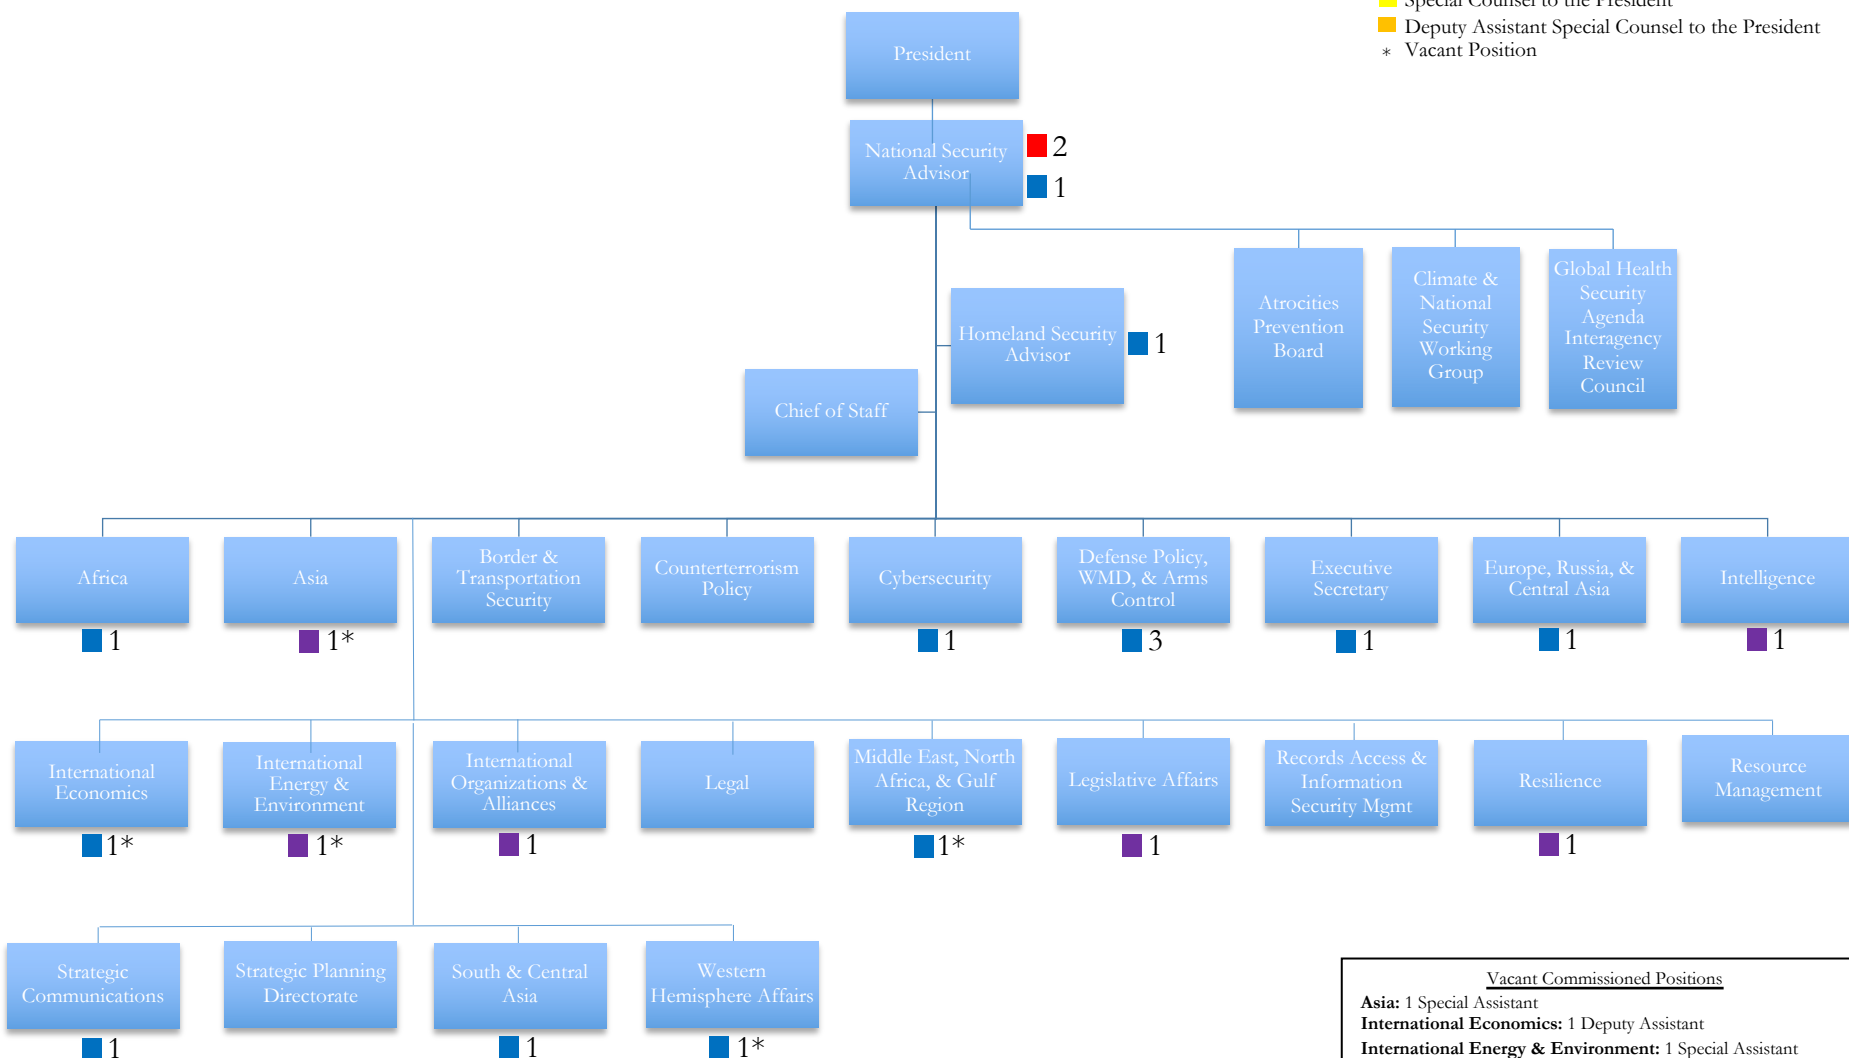 Special Counsel to the President
Deputy Assistant Special Counsel to the President
* Vacant Position
President
National Security
Advisor
2
1
Homeland Security
Advisor
1
Chief of Staff
Atrocities
Prevention
Board
Climate &
National
Security
Working
Group
Global Health
Security
Agenda
Interagency
Review
Council
Africa
1
Asia
1*
Border &
Transportation
Security
Counterterrorism
Policy
Cybersecurity
1
Defense Policy,
WMD, & Arms
Control
3
Executive
Secretary
1
Europe, Russia, &
Central Asia
1
Intelligence
1
International
Economics
1*
International
Energy &
Environment
1*
International
Organizations &
Alliances
1
Legal
Middle East, North
Africa, & Gulf
Region
1*
Legislative Affairs
1
Records Access &
Information
Security Mgmt
Resilience
1
Resource
Management
Strategic
Communications
1
Strategic Planning
Directorate
South & Central
Asia
1
Western
Hemisphere Affairs
1*
Vacant Commissioned Positions
Asia: 1 Special Assistant
International Economics: 1 Deputy Assistant
International Energy & Environment: 1 Special Assistant